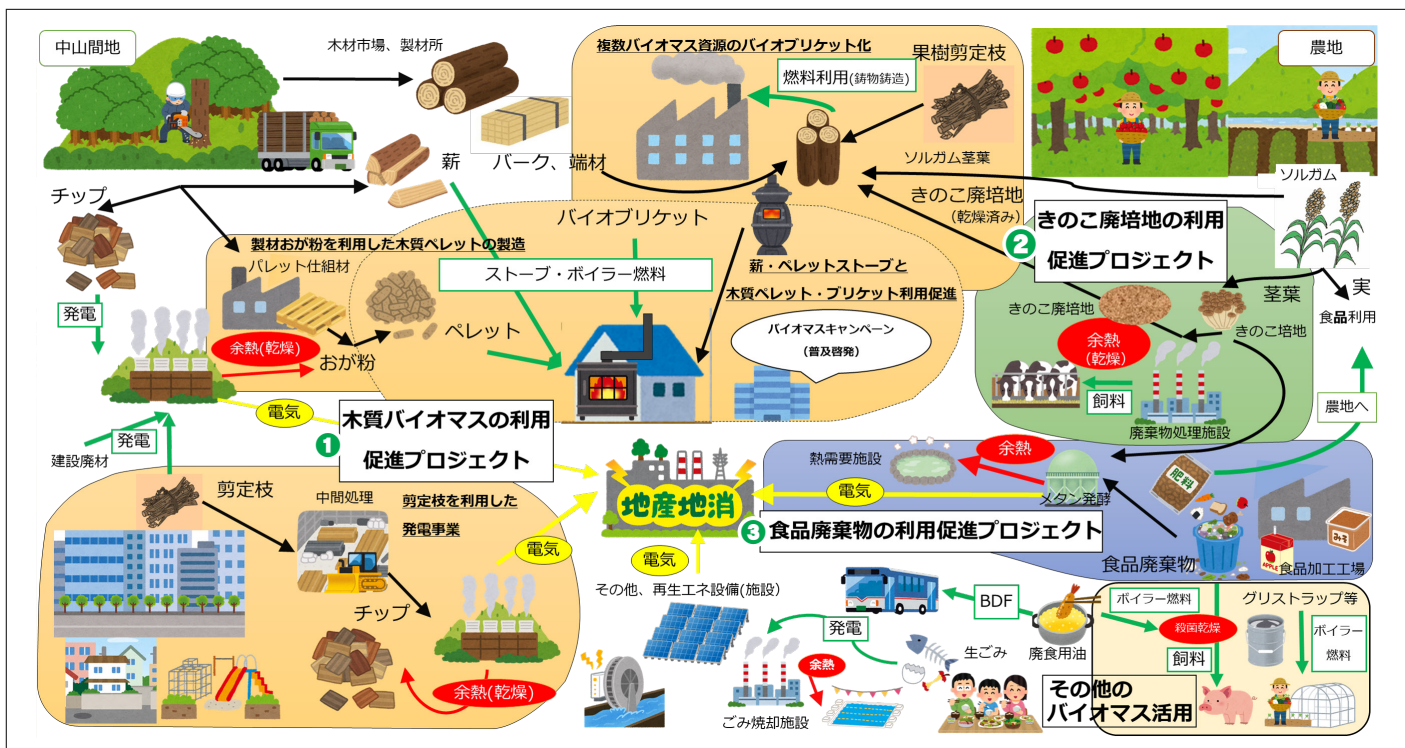 中山間地
木材市場、製材所
複数バイオマス資源のバイオブリケット化
果樹剪定枝
農地
燃料利用(鋳物鋳造)
薪
バーク、端材
ソルガム茎葉
ソルガム
チップ
きのこ廃培地
(乾燥済み)
バイオブリケット
❷
きのこ廃培地の利用
促進プロジェクト
製材おが粉を利用した木質ペレットの製造
パレット仕組材
ストーブ・ボイラー燃料
薪・ペレットストーブと
木質ペレット・ブリケット利用促進
茎葉
実
食品利用
発電
きのこ廃培地
きのこ培地
ペレット
バイオマスキャンペーン
(普及啓発)
余熱(乾燥)
おが粉
余熱
(乾燥)
飼料
廃棄物処理施設
農地へ
電気
❶
木質バイオマスの利用
促進プロジェクト
発電
建設廃材
剪定枝
中間処理
剪定枝を利用した
発電事業
地産地消
熱需要施設
余熱
電気
メタン発酵
肥料
❸
食品廃棄物の利用促進プロジェクト
電気
電気
食品廃棄物
APPLE
みそ
食品加工工場
チップ
その他、再生エネ設備(施設)
BDF
ボイラー燃料
グリストラップ等
発電
殺菌乾燥
ボイラー
燃料
生ごみ
廃食用油
飼料
余熱
余熱(乾燥)
ごみ焼却施設
その他の
バイオマス活用